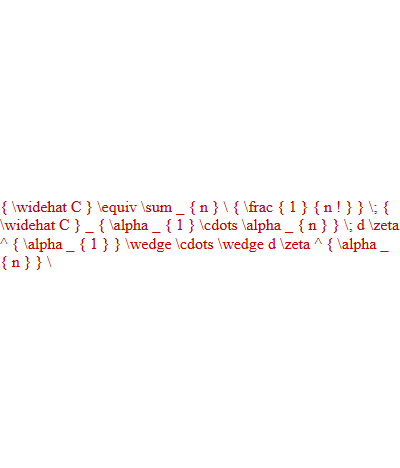 { \widehat C } \equiv \sum _ { n } \ { \frac { 1 } { n ! } } \; {
\widehat C } _ { \alpha _ { 1 } \cdots \alpha _ { n } } \; d \zeta
^ { \alpha _ { 1 } } \wedge \cdots \wedge d \zeta ^ { \alpha _
{ n } } \